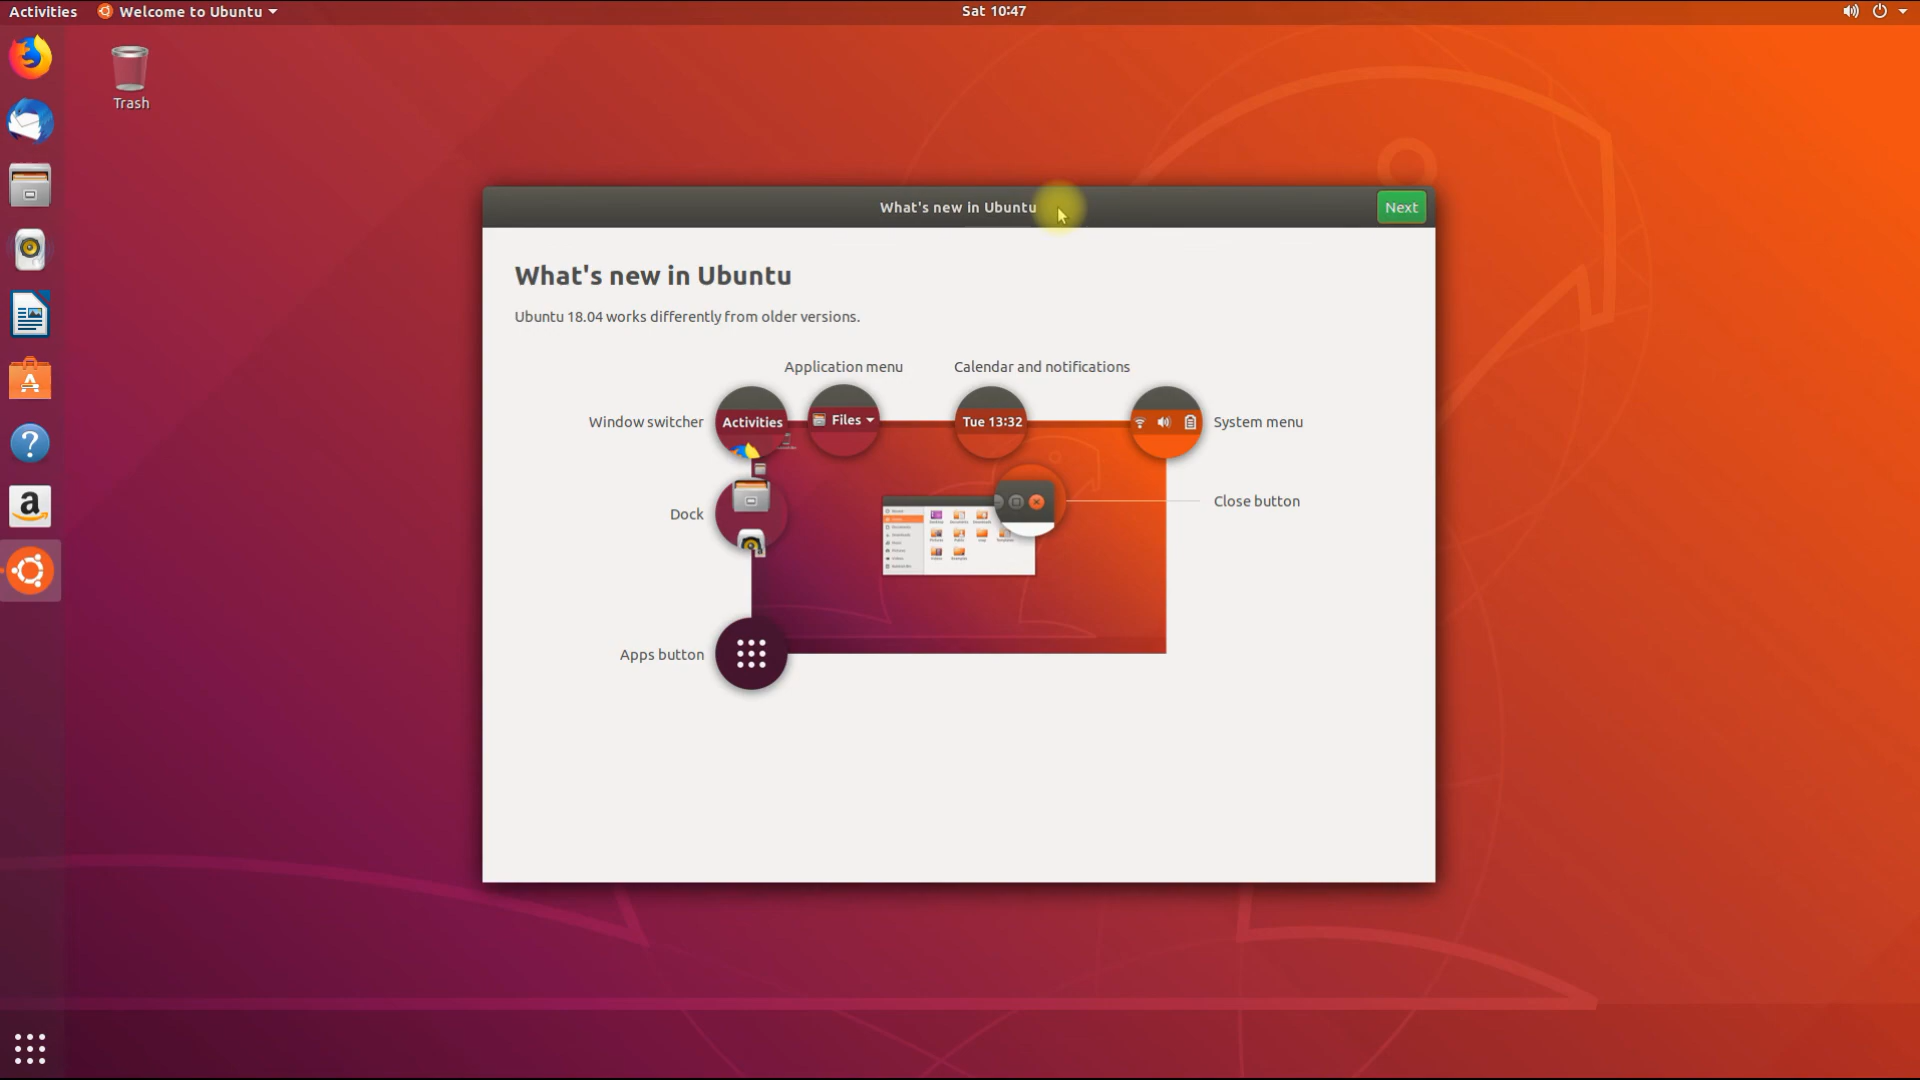 Activities Welcome to Ubuntu Sat 10:47
Trash
What's new in Ubuntu Next
What's new in Ubuntu
Ubuntu 18.04 works differently from older versions.
Application menu Calendar and notifications
Window switcher Activities Files Tue 13:32 System menu
Close button
Dock
Apps button